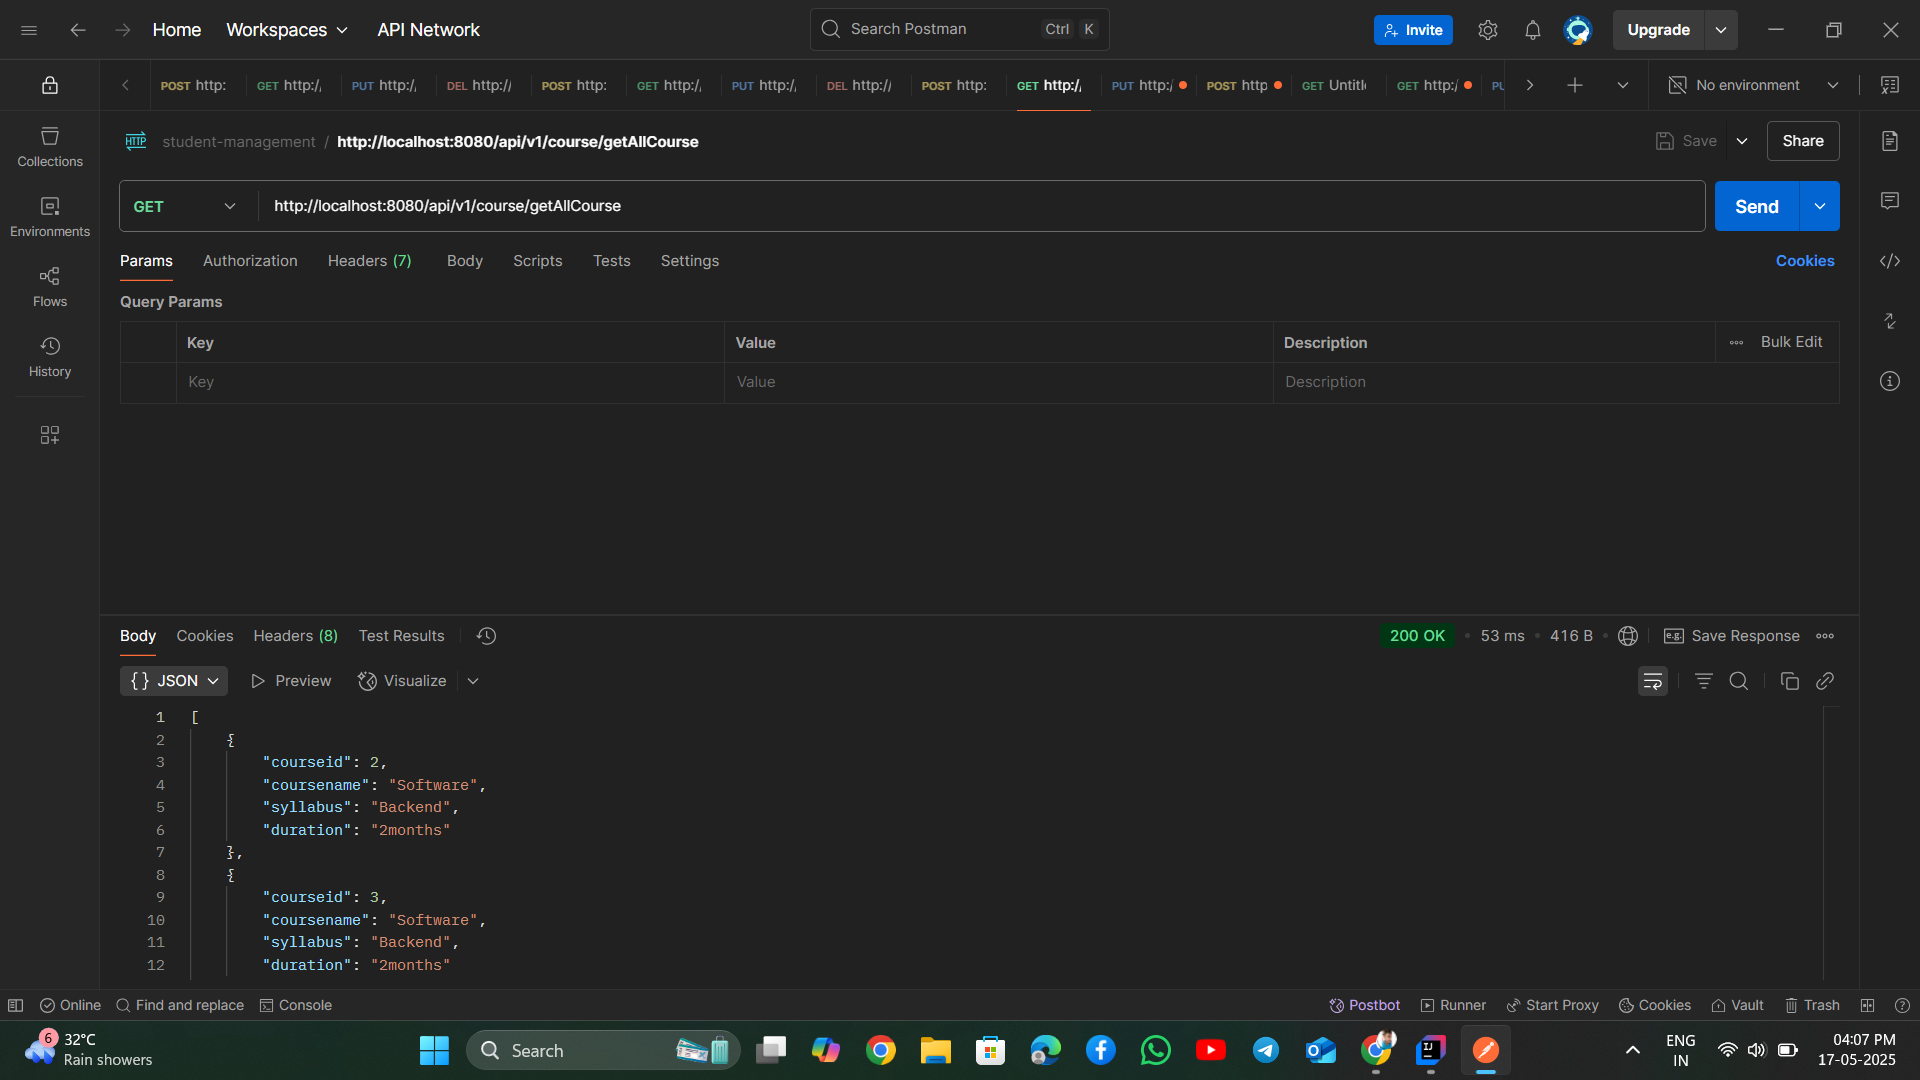 Home Workspaces API Network Search Postman Ctrl K Invite Upgrade
POST http: GET http:/, PUT http:/, DEL http:// POST http: GET http:/, PUT http:/, DEL http:// POST http: GET http:/, PUT http:/ POST http GET Untitl GET http:/ PU No environment
HTTP student-management / http://localhost:8080/api/v1/course/getAllCourse Save Share
Collections
GET http://localhost:8080/api/v1/course/getAllCourse Send
Environments
Params Authorization Headers (7) Body Scripts Tests Settings Cookies
Flows
Query Params
Key Value Description Bulk Edit
History
Key Value Description
Body Cookies Headers (8) Test Results 200 OK • 53 ms • 416 B • e.g. Save Response
{} JSON Preview Visualize
1 [
2 {
3 "courseid": 2,
4 "coursename": "Software",
5 "syllabus": "Backend",
6 "duration": "2months"
7 },
8 {
9 "courseid": 3,
10 "coursename": "Software",
11 "syllabus": "Backend",
12 "duration": "2months"
Online Find and replace Console Postbot Runner Start Proxy Cookies Vault Trash
6 32°C
Rain showers
Search
ENG
IN
04:07 PM
17-05-2025